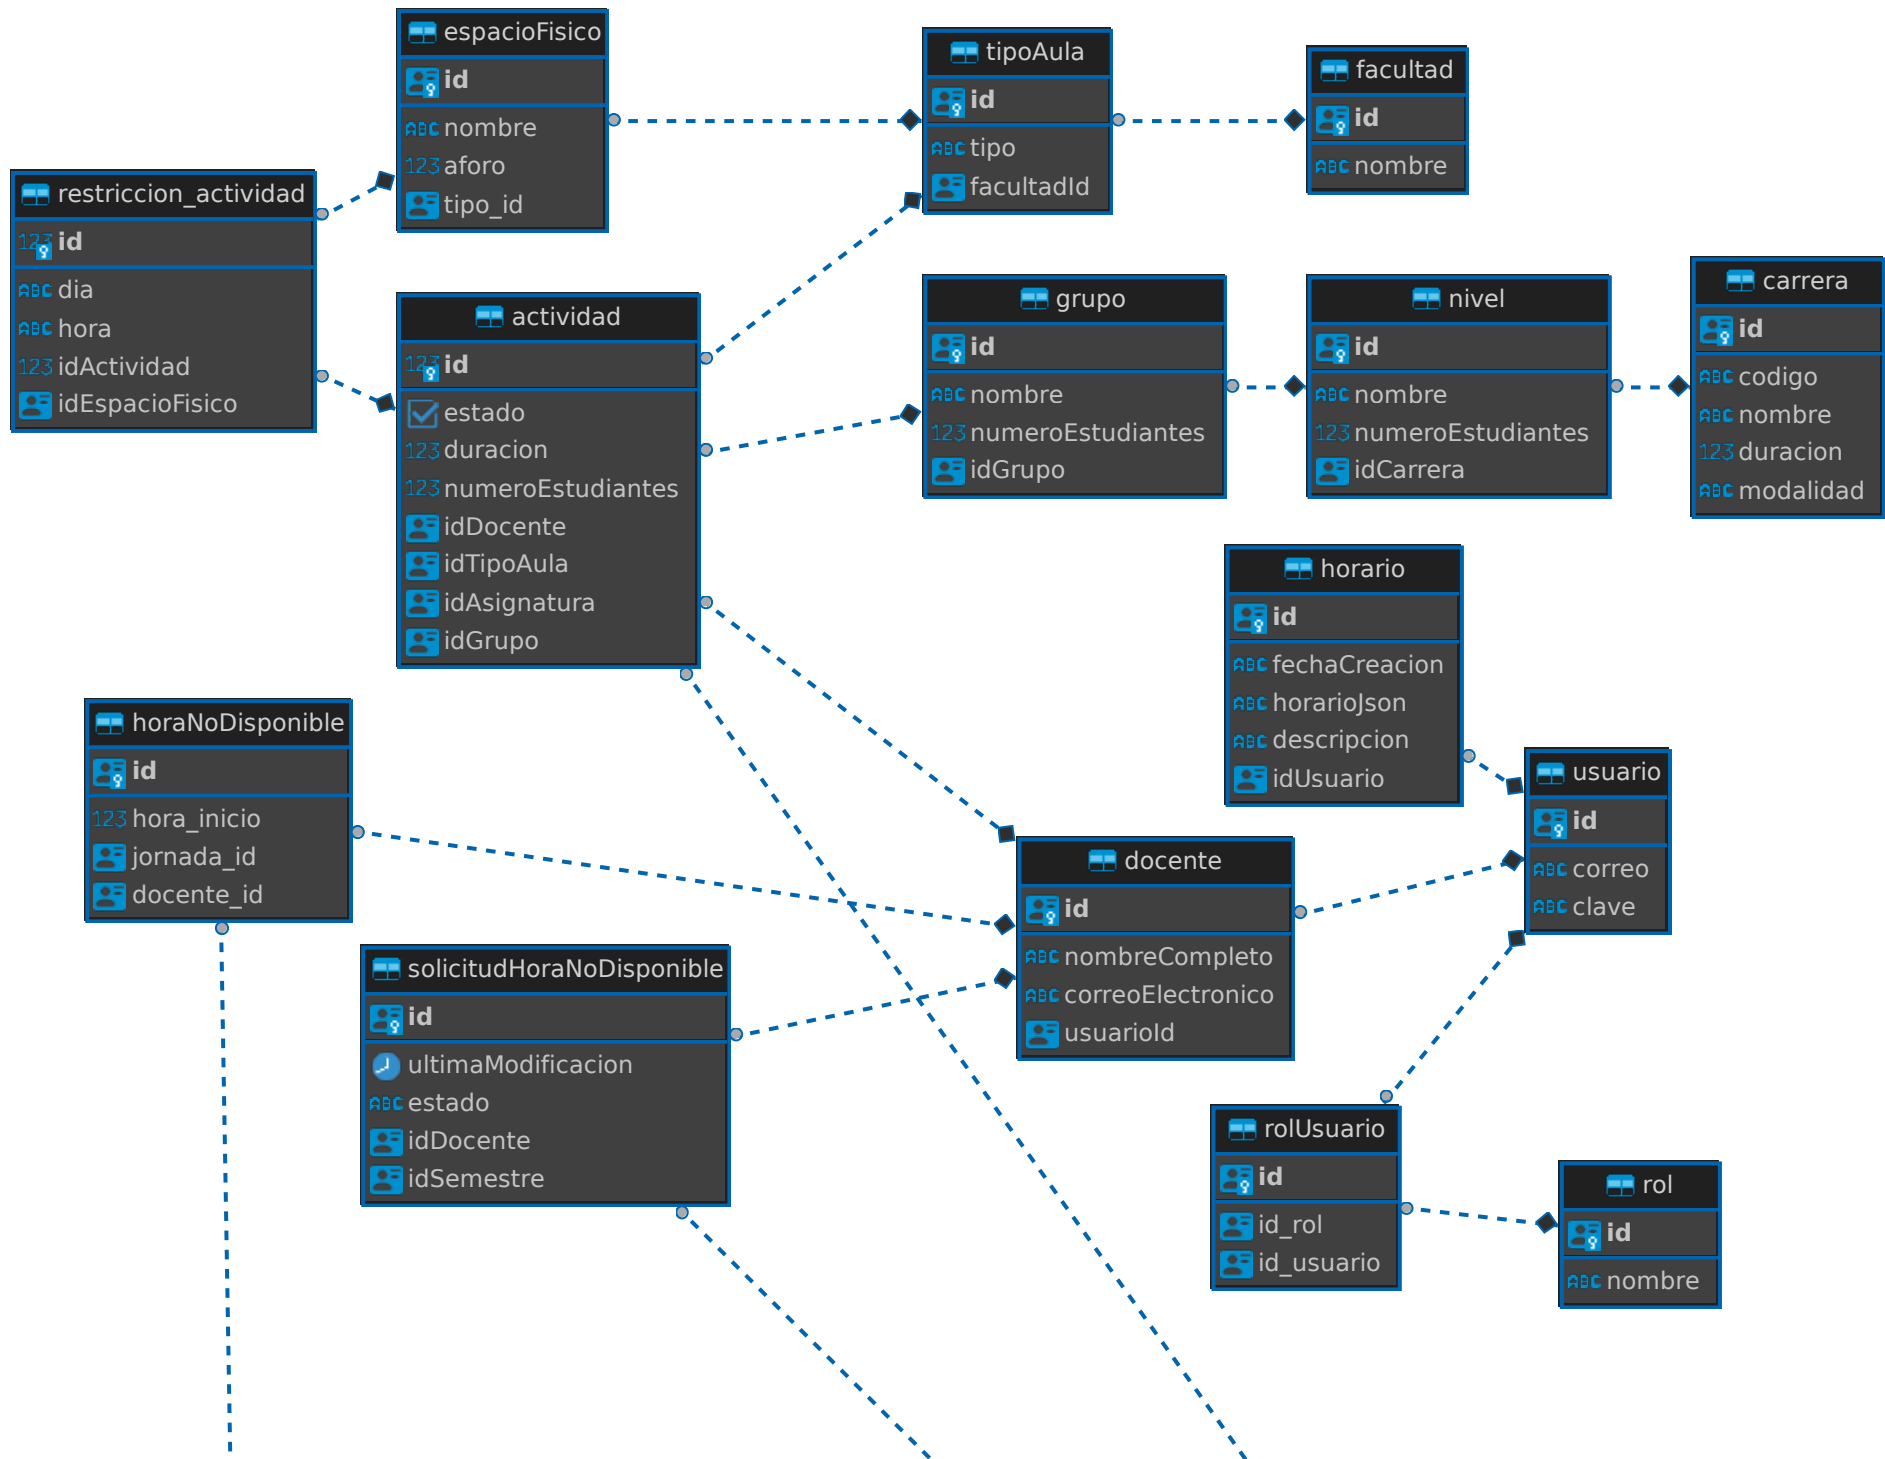 espacioFisico
id
nombre
aforo
tipo_id
tipoAula
id
tipo
facultadId
facultad
id
nombre
restriccion_actividad
id
dia
hora
idActividad
idEspacioFisico
actividad
id
estado
duracion
numeroEstudiantes
idDocente
idTipoAula
idAsignatura
idGrupo
grupo
id
nombre
numeroEstudiantes
idGrupo
nivel
id
nombre
numeroEstudiantes
idCarrera
carrera
id
codigo
nombre
duracion
modalidad
horario
id
fechaCreacion
horarioJson
descripcion
idUsuario
horaNoDisponible
id
hora_inicio
jornada_id
docente_id
usuario
id
correo
clave
docente
id
nombreCompleto
correoElectronico
usuarioId
solicitudHoraNoDisponible
id
ultimaModificacion
estado
idDocente
idSemestre
rolUsuario
id
id_rol
id_usuario
rol
id
nombre